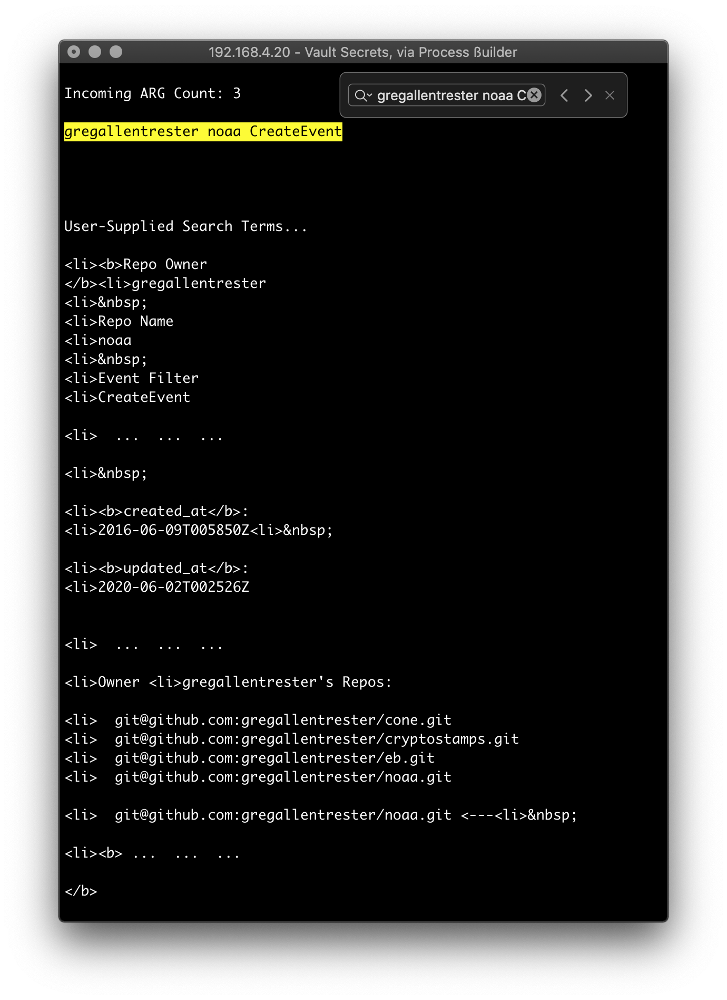 192.168.4.20 - Vault Secrets, via Process ßuilder
Incoming ARG Count: 3
gregallentrester noaa C
gregallentrester noaa CreateEvent
User-Supplied Search Terms...
<li><b>Repo Owner
</b><li>gregallentrester
<li>&nbsp;
<li>Repo Name
<li>noaa
<li>&nbsp;
<li>Event Filter
<li>CreateEvent
<li>  ...  ...  ...
<li>&nbsp;
<li><b>created_at</b>:
<li>2016-06-09T005850Z<li>&nbsp;
<li><b>updated_at</b>:
<li>2020-06-02T002526Z
<li>  ...  ...  ...
<li>Owner <li>gregallentrester's Repos:
<li>  git@github.com:gregallentrester/cone.git
<li>  git@github.com:gregallentrester/cryptostamps.git
<li>  git@github.com:gregallentrester/eb.git
<li>  git@github.com:gregallentrester/noaa.git
<li>  git@github.com:gregallentrester/noaa.git <---<li>&nbsp;
<li><b> ...  ...  ...
</b>